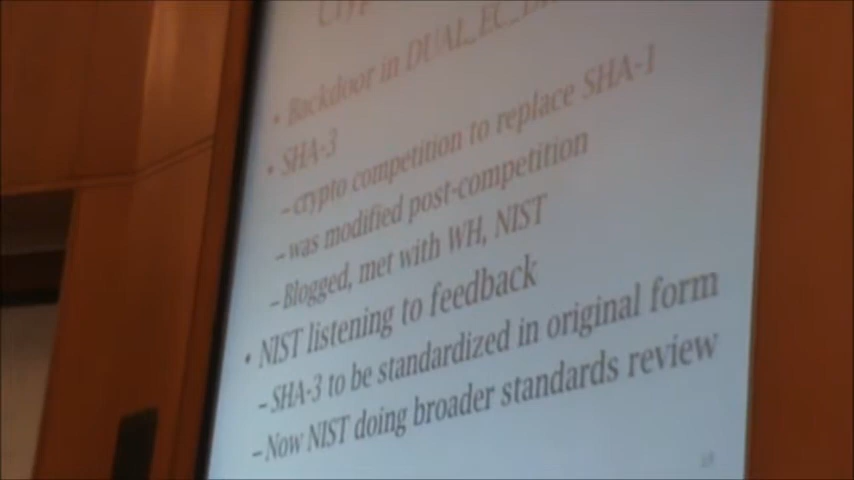 • Backdoor in DUAL_EC_
• SHA-3
–crypto competition to replace SHA-1
–was modified post-competition
–Blogged, met with WH, NIST
• NIST listening to feedback
–SHA-3 to be standardized in original form
–Now NIST doing broader standards review